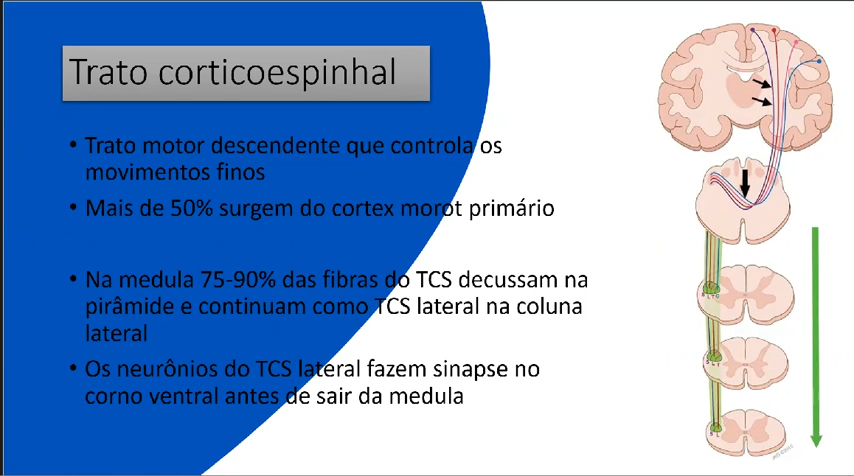 Trato corticoespinhal
• Trato motor descendente que controla os
movimentos finos
• Mais de 50% surgem do cortex morot primário
• Na medula 75-90% das fibras do TCS decussam na
pirâmide e continuam como TCS lateral na coluna
lateral
• Os neurônios do TCS lateral fazem sinapse no
corno ventral antes de sair da medula